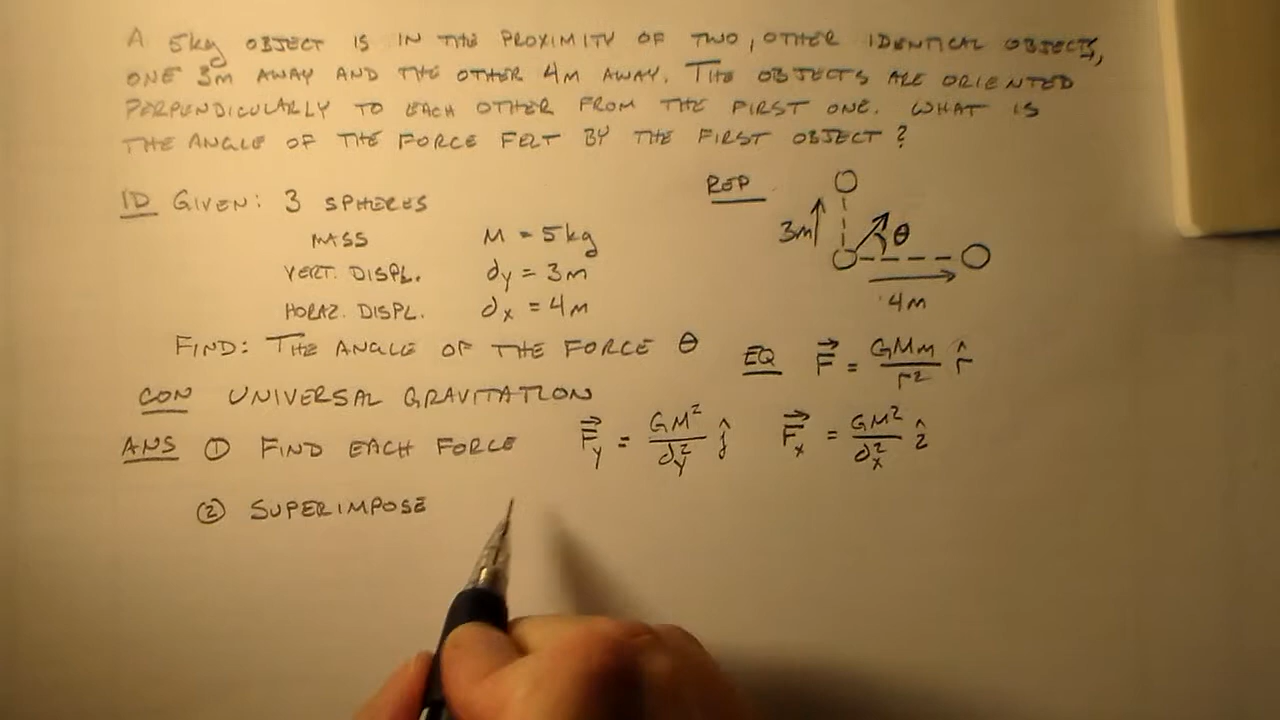 A 5kg OBJECT IS IN THE PROXIMITY OF TWO, OTHER IDENTICAL OBJECTS,
ONE 3m AWAY AND THE OTHER 4m AWAY. THE OBJECTS ARE ORIENTED
PERPENDICULARLY TO EACH OTHER FROM THE FIRST ONE. WHAT IS
THE ANGLE OF THE FORCE FELT BY THE FIRST OBJECT?
ID GIVEN: 3 SPHERES
MASS M = 5kg
VERT. DISPL. dy = 3m
HORAZ. DISPL. dx = 4m
FIND: THE ANGLE OF THE FORCE θ
REP
3m θ
4m
EQ F⃗ = GMm/r² r̂
CON UNIVERSAL GRAVITATION
ANS ① FIND EACH FORCE F⃗y = GM²/dy² ĵ F⃗x = GM²/dx² î
② SUPERIMPOSE